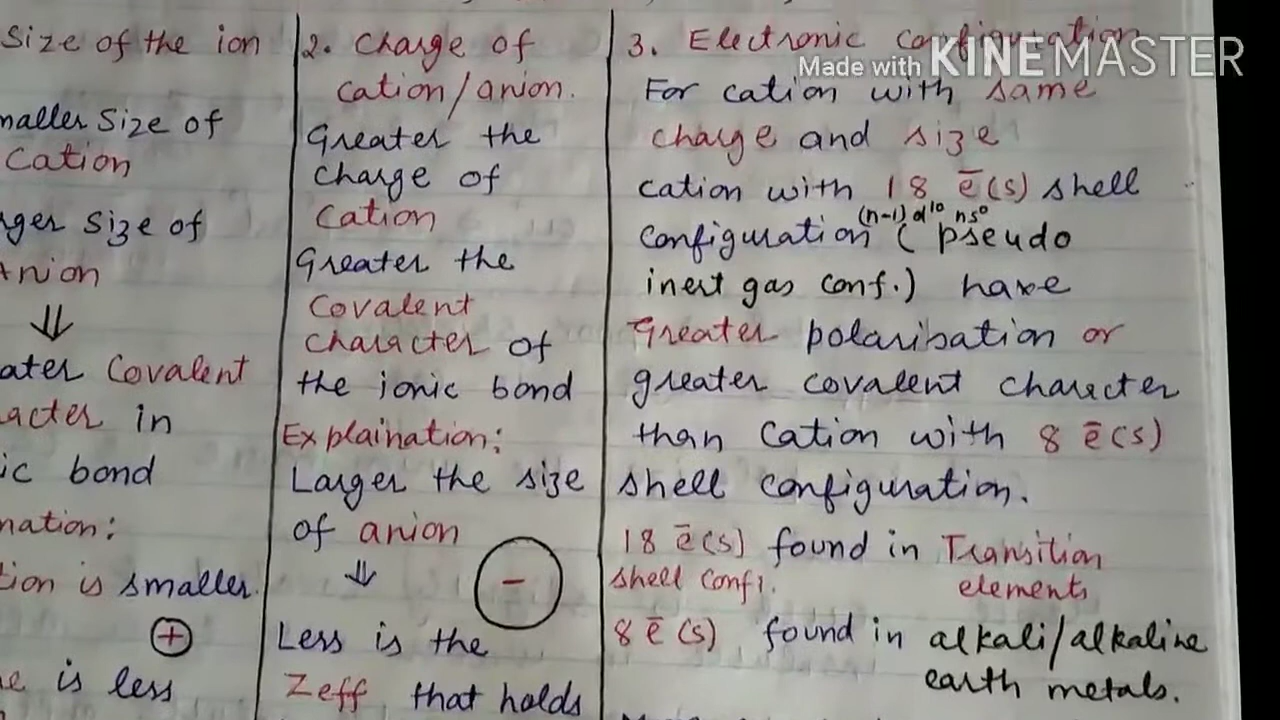 Size of the ion
maller Size of
Cation
rger Size of
Anion
⇓
ater Covalent
acter in
ic bond
nation:
tion is smaller.
+
is less
2. Charge of
cation/anion.
Greater the
charge of
Cation
Greater the
Covalent
character of
the ionic bond
Explaination:
Larger the size
of anion
⇓
−
Less is the
Zeff that holds
3. Electronic configuration
Made with KINEMASTER
For cation with same
charge and size
cation with 18 ē(s) shell
(n-1)d¹⁰ ns⁰
configuration ( pseudo
inert gas conf.) have
Greater polarisation or
greater covalent character
than Cation with 8 ē(s)
shell configuration.
18 ē(s) found in Transition
shell Confi. elements
8 ē(s) found in alkali/alkaline
earth metals.